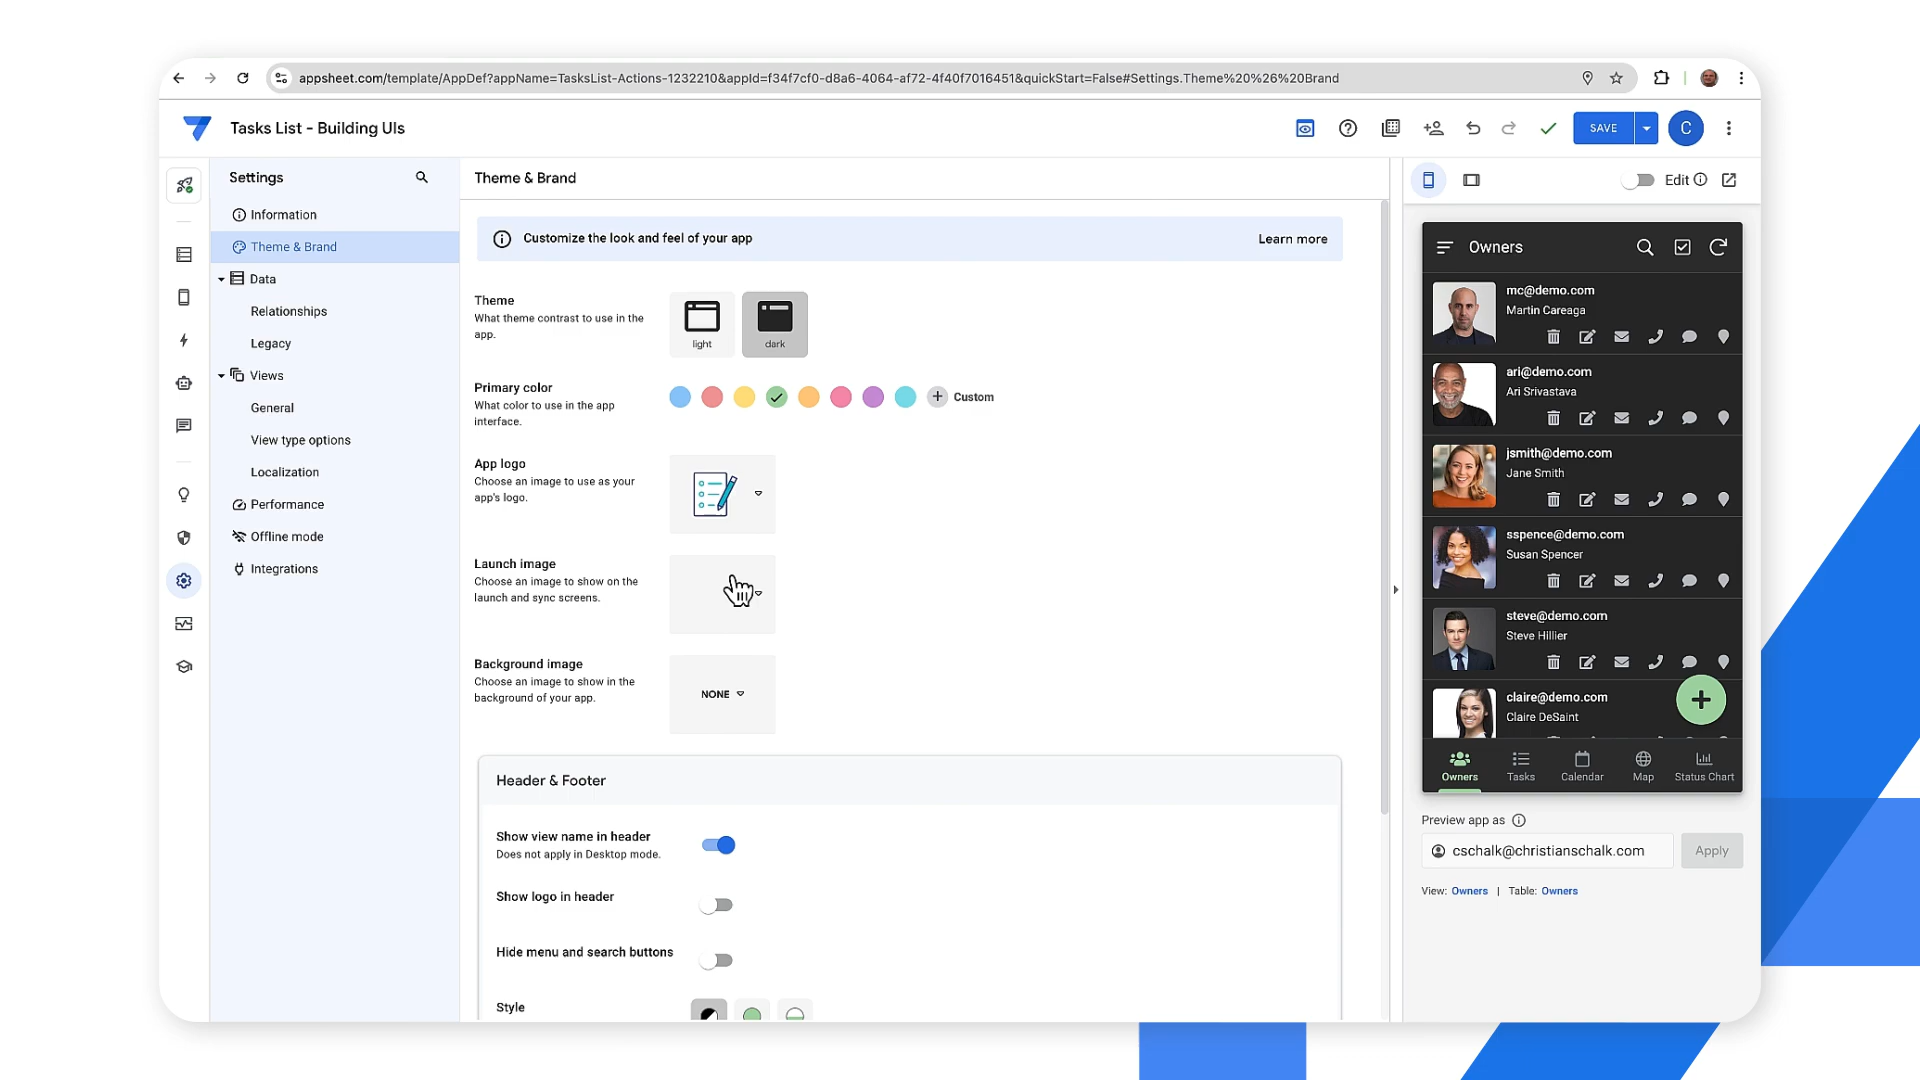 appsheet.com/template/AppDef?appName=TasksList-Actions-1232210&appId=f34f7cf0-d8a6-4064-af72-4f40f7016451&quickStart=False#Settings.Theme%20%26%20Brand
Tasks List - Building UIs
SAVE
C
Settings
Information
Theme & Brand
Data
Relationships
Legacy
Views
General
View type options
Localization
Performance
Offline mode
Integrations
Theme & Brand
Customize the look and feel of your app
Learn more
Theme
What theme contrast to use in the
app.
light
dark
Primary color
What color to use in the app
interface.
Custom
App logo
Choose an image to use as your
app's logo.
Launch image
Choose an image to show on the
launch and sync screens.
Background image
Choose an image to show in the
background of your app.
NONE
Header & Footer
Show view name in header
Does not apply in Desktop mode.
Show logo in header
Hide menu and search buttons
Style
Edit
Owners
mc@demo.com
Martin Careaga
ari@demo.com
Ari Srivastava
jsmith@demo.com
Jane Smith
sspence@demo.com
Susan Spencer
steve@demo.com
Steve Hillier
claire@demo.com
Claire DeSaint
Owners
Tasks
Calendar
Map
Status Chart
Preview app as
cschalk@christianschalk.com
Apply
View: Owners | Table: Owners